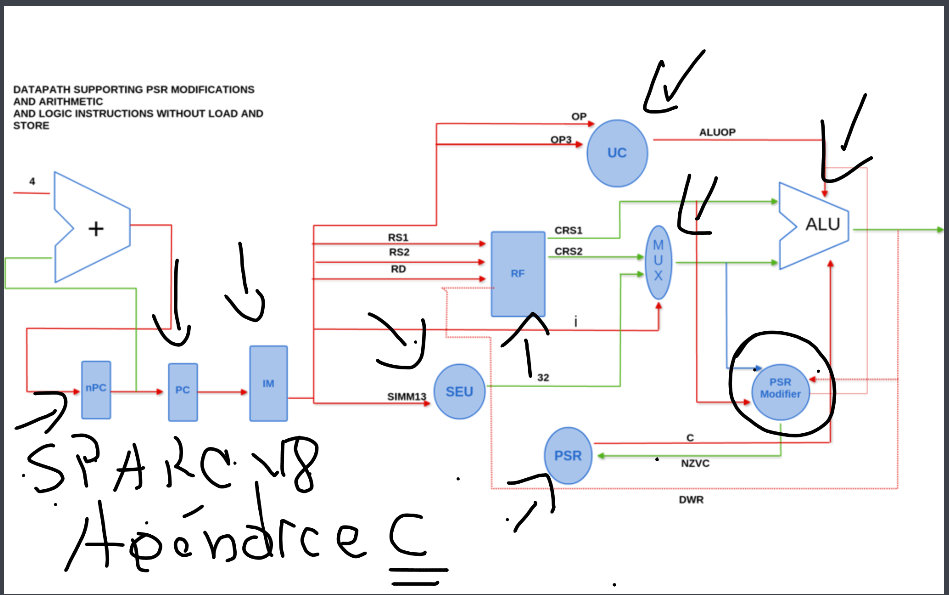 DATAPATH SUPPORTING PSR MODIFICATIONS
AND ARITHMETIC
AND LOGIC INSTRUCTIONS WITHOUT LOAD AND
STORE
4
+
nPC
PC
IM
OP
OP3
UC
ALUOP
RS1
RS2
RD
RF
CRS1
CRS2
MUX
ALU
i
SIMM13
SEU
32
PSR
Modifier
PSR
C
NZVC
DWR
SPARC V8
Apéndice C